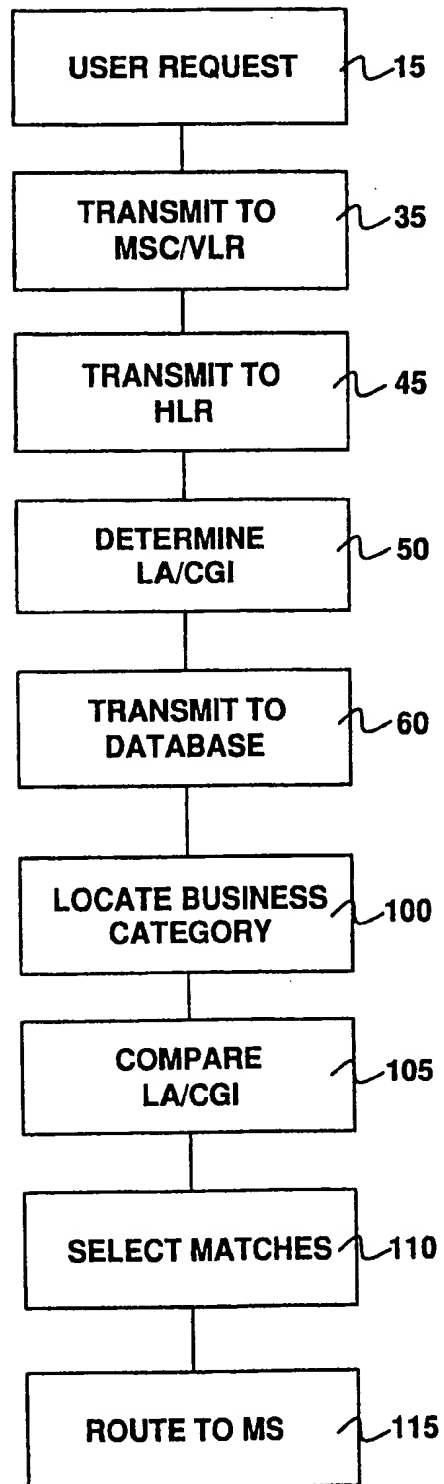 USER REQUEST 15
TRANSMIT TO
MSC/VLR 35
TRANSMIT TO
HLR 45
DETERMINE
LA/CGI 50
TRANSMIT TO
DATABASE 60
LOCATE BUSINESS
CATEGORY 100
COMPARE
LA/CGI 105
SELECT MATCHES 110
ROUTE TO MS 115